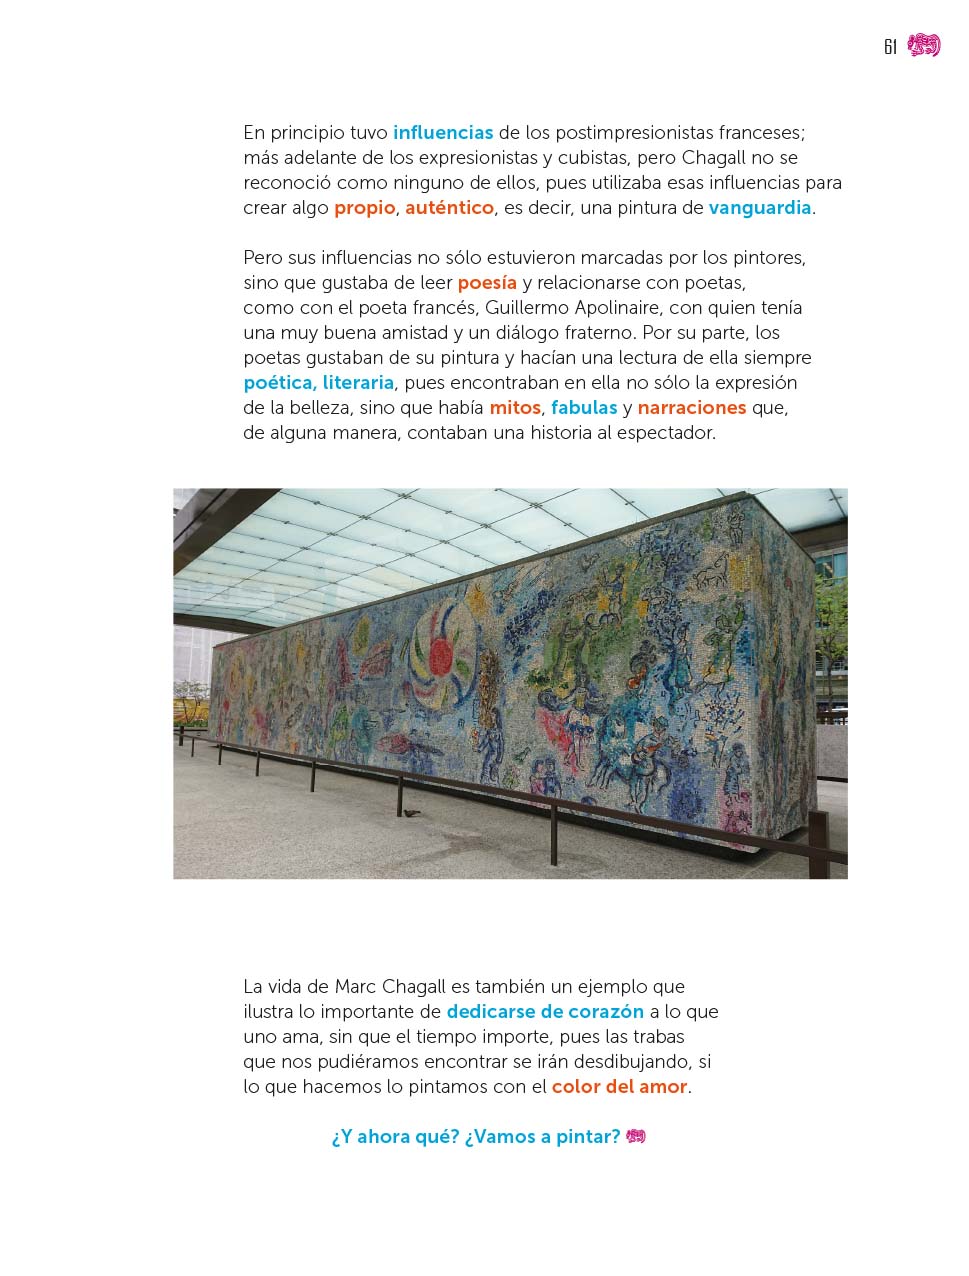 61
En principio tuvo influencias de los postimpresionistas franceses;
más adelante de los expresionistas y cubistas, pero Chagall no se
reconoció como ninguno de ellos, pues utilizaba esas influencias para
crear algo propio, auténtico, es decir, una pintura de vanguardia.
Pero sus influencias no sólo estuvieron marcadas por los pintores,
sino que gustaba de leer poesía y relacionarse con poetas,
como con el poeta francés, Guillermo Apolinaire, con quien tenía
una muy buena amistad y un diálogo fraterno. Por su parte, los
poetas gustaban de su pintura y hacían una lectura de ella siempre
poética, literaria, pues encontraban en ella no sólo la expresión
de la belleza, sino que había mitos, fabulas y narraciones que,
de alguna manera, contaban una historia al espectador.
La vida de Marc Chagall es también un ejemplo que
ilustra lo importante de dedicarse de corazón a lo que
uno ama, sin que el tiempo importe, pues las trabas
que nos pudiéramos encontrar se irán desdibujando, si
lo que hacemos lo pintamos con el color del amor.
¿Y ahora qué? ¿Vamos a pintar?